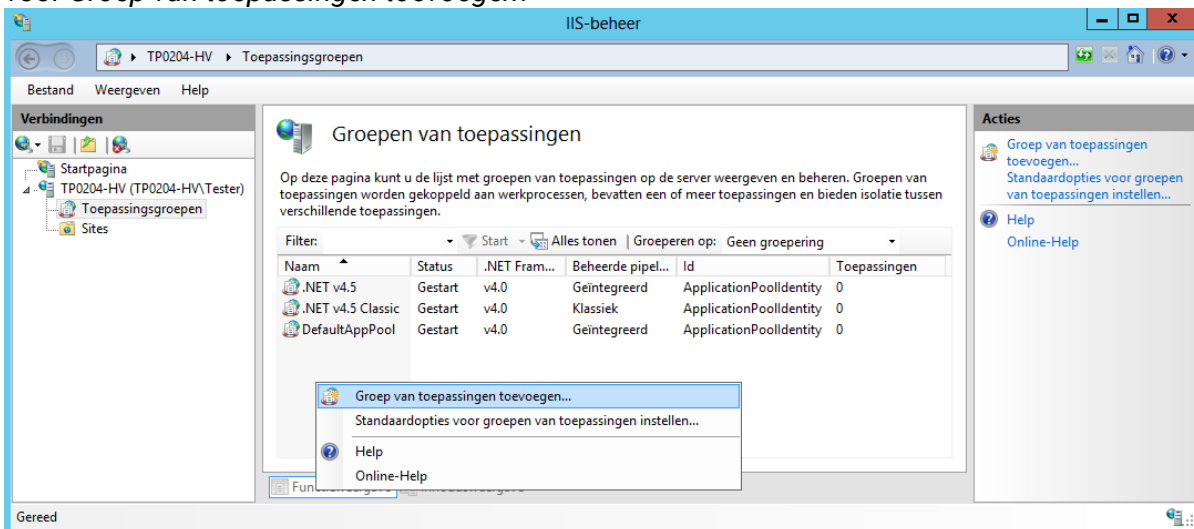 voor Groep van toepassingen toevoegen.
IIS-beheer
TP0204-HV Toepassingsgroepen
Bestand Weergeven Help
Verbindingen
Startpagina
TP0204-HV (TP0204-HV\Tester)
Toepassingsgroepen
Sites
Groepen van toepassingen
Op deze pagina kunt u de lijst met groepen van toepassingen op de server weergeven en beheren. Groepen van
toepassingen worden gekoppeld aan werkprocessen, bevatten een of meer toepassingen en bieden isolatie tussen
verschillende toepassingen.
Filter: Start Alles tonen Groeperen op: Geen groepering
Naam Status .NET Fram... Beheerde pipel... Id Toepassingen
.NET v4.5 Gestart v4.0 Geïntegreerd ApplicationPoolIdentity 0
.NET v4.5 Classic Gestart v4.0 Klassiek ApplicationPoolIdentity 0
DefaultAppPool Gestart v4.0 Geïntegreerd ApplicationPoolIdentity 0
Groep van toepassingen toevoegen...
Standaardopties voor groepen van toepassingen instellen...
Help
Online-Help
Acties
Groep van toepassingen
toevoegen...
Standaardopties voor groepen
van toepassingen instellen...
Help
Online-Help
Gereed